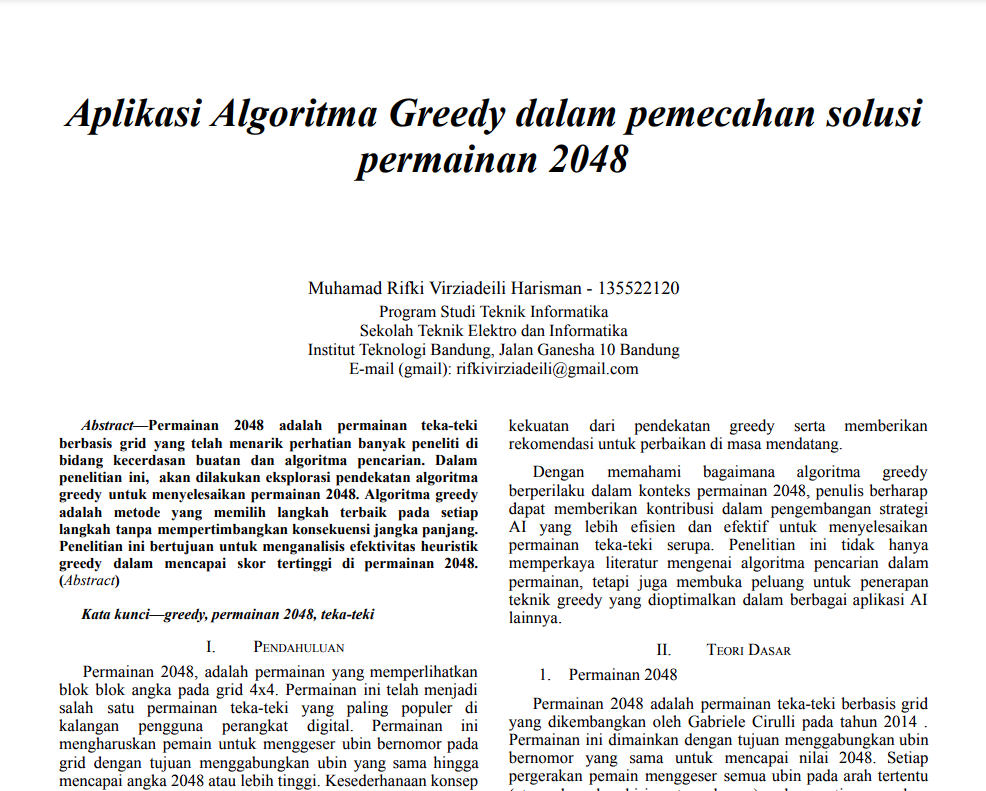 Aplikasi Algoritma Greedy dalam pemecahan solusi
permainan 2048
Muhamad Rifki Virziadeili Harisman - 135522120
Program Studi Teknik Informatika
Sekolah Teknik Elektro dan Informatika
Institut Teknologi Bandung, Jalan Ganesha 10 Bandung
E-mail (gmail): rifkivirziadeili@gmail.com
Abstract—Permainan 2048 adalah permainan teka-teki
berbasis grid yang telah menarik perhatian banyak peneliti di
bidang kecerdasan buatan dan algoritma pencarian. Dalam
penelitian ini, akan dilakukan eksplorasi pendekatan algoritma
greedy untuk menyelesaikan permainan 2048. Algoritma greedy
adalah metode yang memilih langkah terbaik pada setiap
langkah tanpa mempertimbangkan konsekuensi jangka panjang.
Penelitian ini bertujuan untuk menganalisis efektivitas heuristik
greedy dalam mencapai skor tertinggi di permainan 2048.
(Abstract)
Kata kunci—greedy, permainan 2048, teka-teki
I. PENDAHULUAN
Permainan 2048, adalah permainan yang memperlihatkan
blok blok angka pada grid 4x4. Permainan ini telah menjadi
salah satu permainan teka-teki yang paling populer di
kalangan pengguna perangkat digital. Permainan ini
mengharuskan pemain untuk menggeser ubin bernomor pada
grid dengan tujuan menggabungkan ubin yang sama hingga
mencapai angka 2048 atau lebih tinggi. Kesederhanaan konsep
kekuatan dari pendekatan greedy serta memberikan
rekomendasi untuk perbaikan di masa mendatang.
Dengan memahami bagaimana algoritma greedy
berperilaku dalam konteks permainan 2048, penulis berharap
dapat memberikan kontribusi dalam pengembangan strategi
AI yang lebih efisien dan efektif untuk menyelesaikan
permainan teka-teki serupa. Penelitian ini tidak hanya
memperkaya literatur mengenai algoritma pencarian dalam
permainan, tetapi juga membuka peluang untuk penerapan
teknik greedy yang dioptimalkan dalam berbagai aplikasi AI
lainnya.
II. TEORI DASAR
1. Permainan 2048
Permainan 2048 adalah permainan teka-teki berbasis grid
yang dikembangkan oleh Gabriele Cirulli pada tahun 2014 .
Permainan ini dimainkan dengan tujuan menggabungkan ubin
bernomor yang sama untuk mencapai nilai 2048. Setiap
pergerakan pemain menggeser semua ubin pada arah tertentu